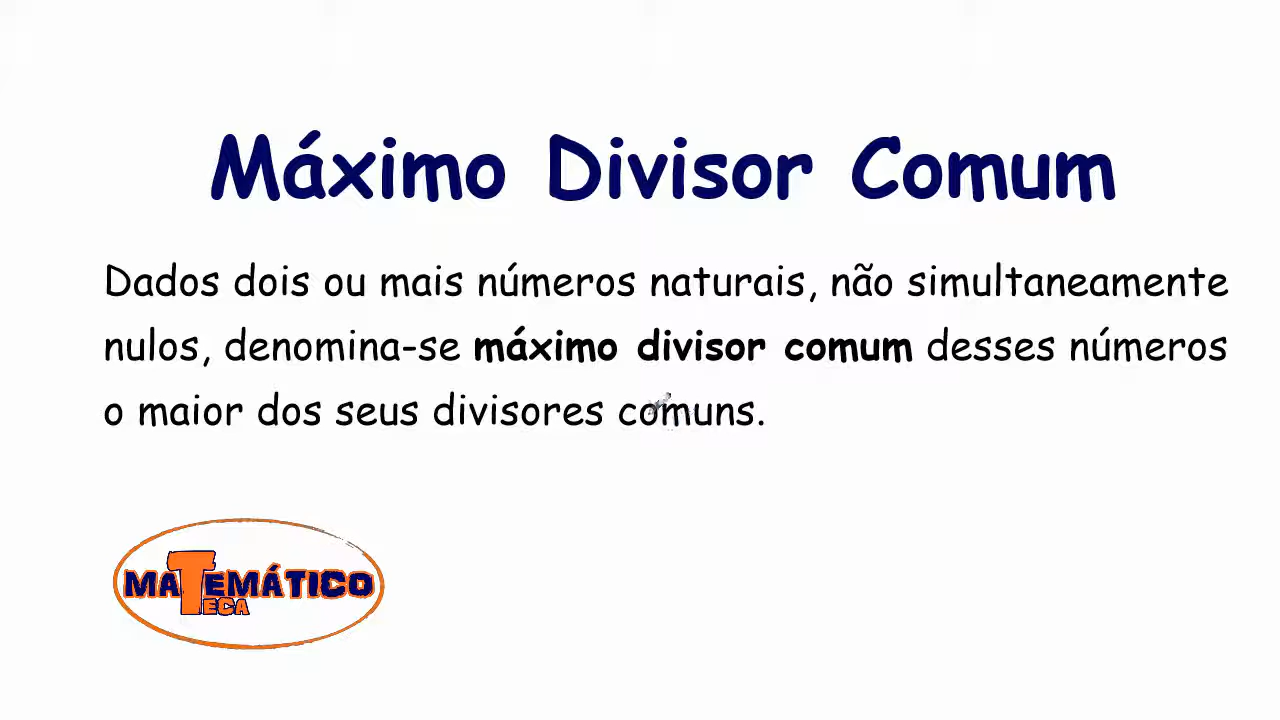 Máximo Divisor Comum
Dados dois ou mais números naturais, não simultaneamente
nulos, denomina-se máximo divisor comum desses números
o maior dos seus divisores comuns.
MATEMÁTICO
TECA